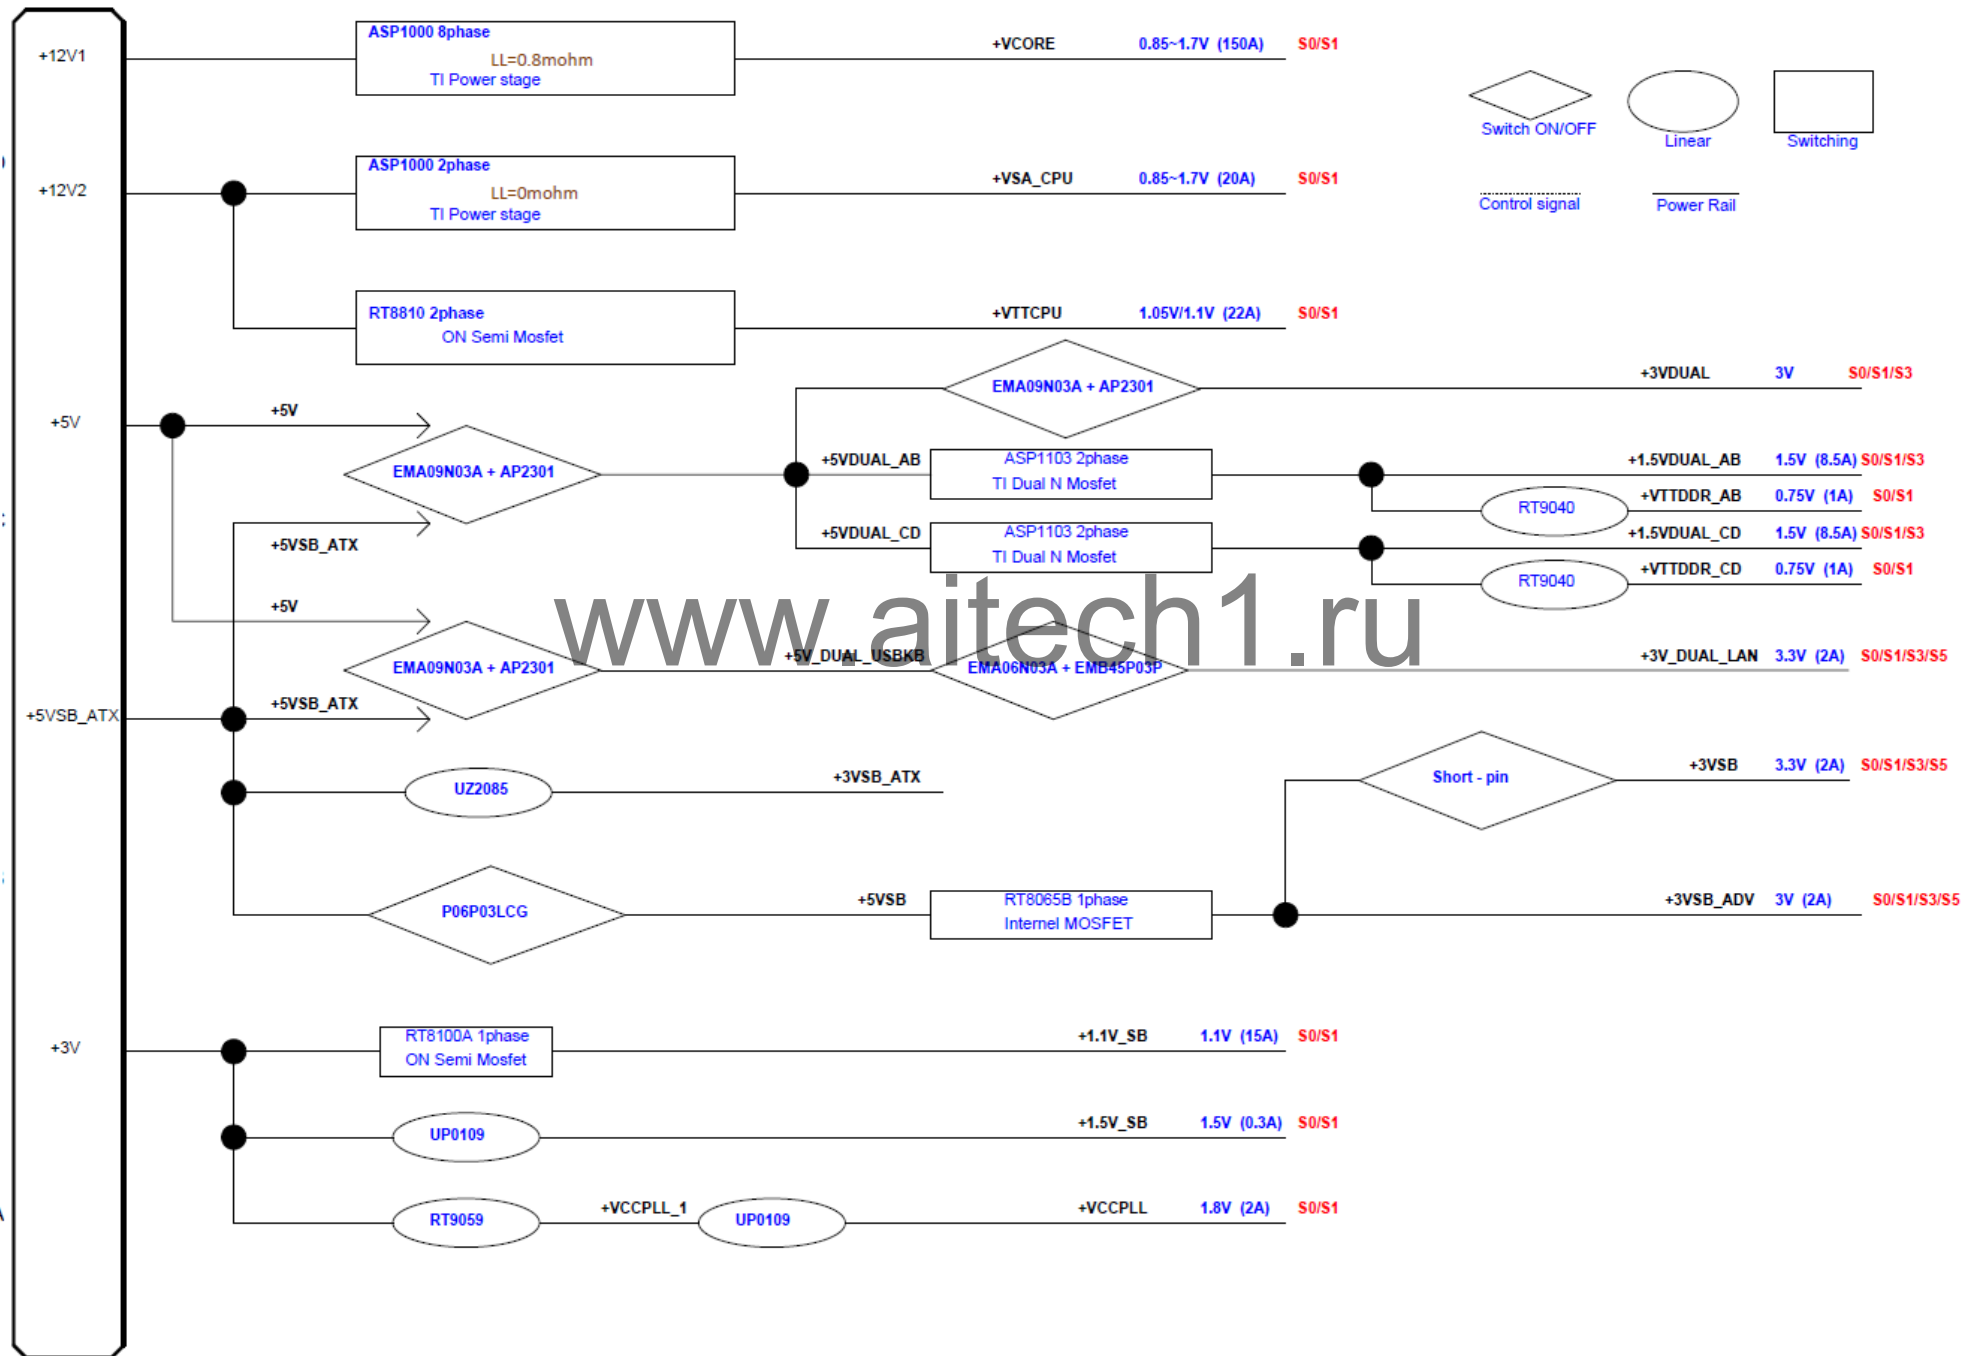 +12V1
ASP1000 8phase
LL=0.8mohm
TI Power stage
+VCORE 0.85~1.7V (150A) S0/S1
Switch ON/OFF
Linear
Switching
Control signal
Power Rail
+12V2
ASP1000 2phase
LL=0mohm
TI Power stage
+VSA_CPU 0.85~1.7V (20A) S0/S1
RT8810 2phase
ON Semi Mosfet
+VTTCPU 1.05V/1.1V (22A) S0/S1
EMA09N03A + AP2301
+3VDUAL 3V S0/S1/S3
+5V
+5V
EMA09N03A + AP2301
+5VSB_ATX
+5VDUAL_AB
ASP1103 2phase
TI Dual N Mosfet
+1.5VDUAL_AB 1.5V (8.5A) S0/S1/S3
RT9040
+VTTDDR_AB 0.75V (1A) S0/S1
+5VDUAL_CD
ASP1103 2phase
TI Dual N Mosfet
+1.5VDUAL_CD 1.5V (8.5A) S0/S1/S3
RT9040
+VTTDDR_CD 0.75V (1A) S0/S1
www.aitech1.ru
+5V
EMA09N03A + AP2301
+5V_DUAL_USBKB
EMA06N03A + EMB45P03P
+3V_DUAL_LAN 3.3V (2A) S0/S1/S3/S5
+5VSB_ATX
+5VSB_ATX
UZ2085
+3VSB_ATX
Short - pin
+3VSB 3.3V (2A) S0/S1/S3/S5
P06P03LCG
+5VSB
RT8065B 1phase
Internel MOSFET
+3VSB_ADV 3V (2A) S0/S1/S3/S5
+3V
RT8100A 1phase
ON Semi Mosfet
+1.1V_SB 1.1V (15A) S0/S1
UP0109
+1.5V_SB 1.5V (0.3A) S0/S1
RT9059
+VCCPLL_1
UP0109
+VCCPLL 1.8V (2A) S0/S1